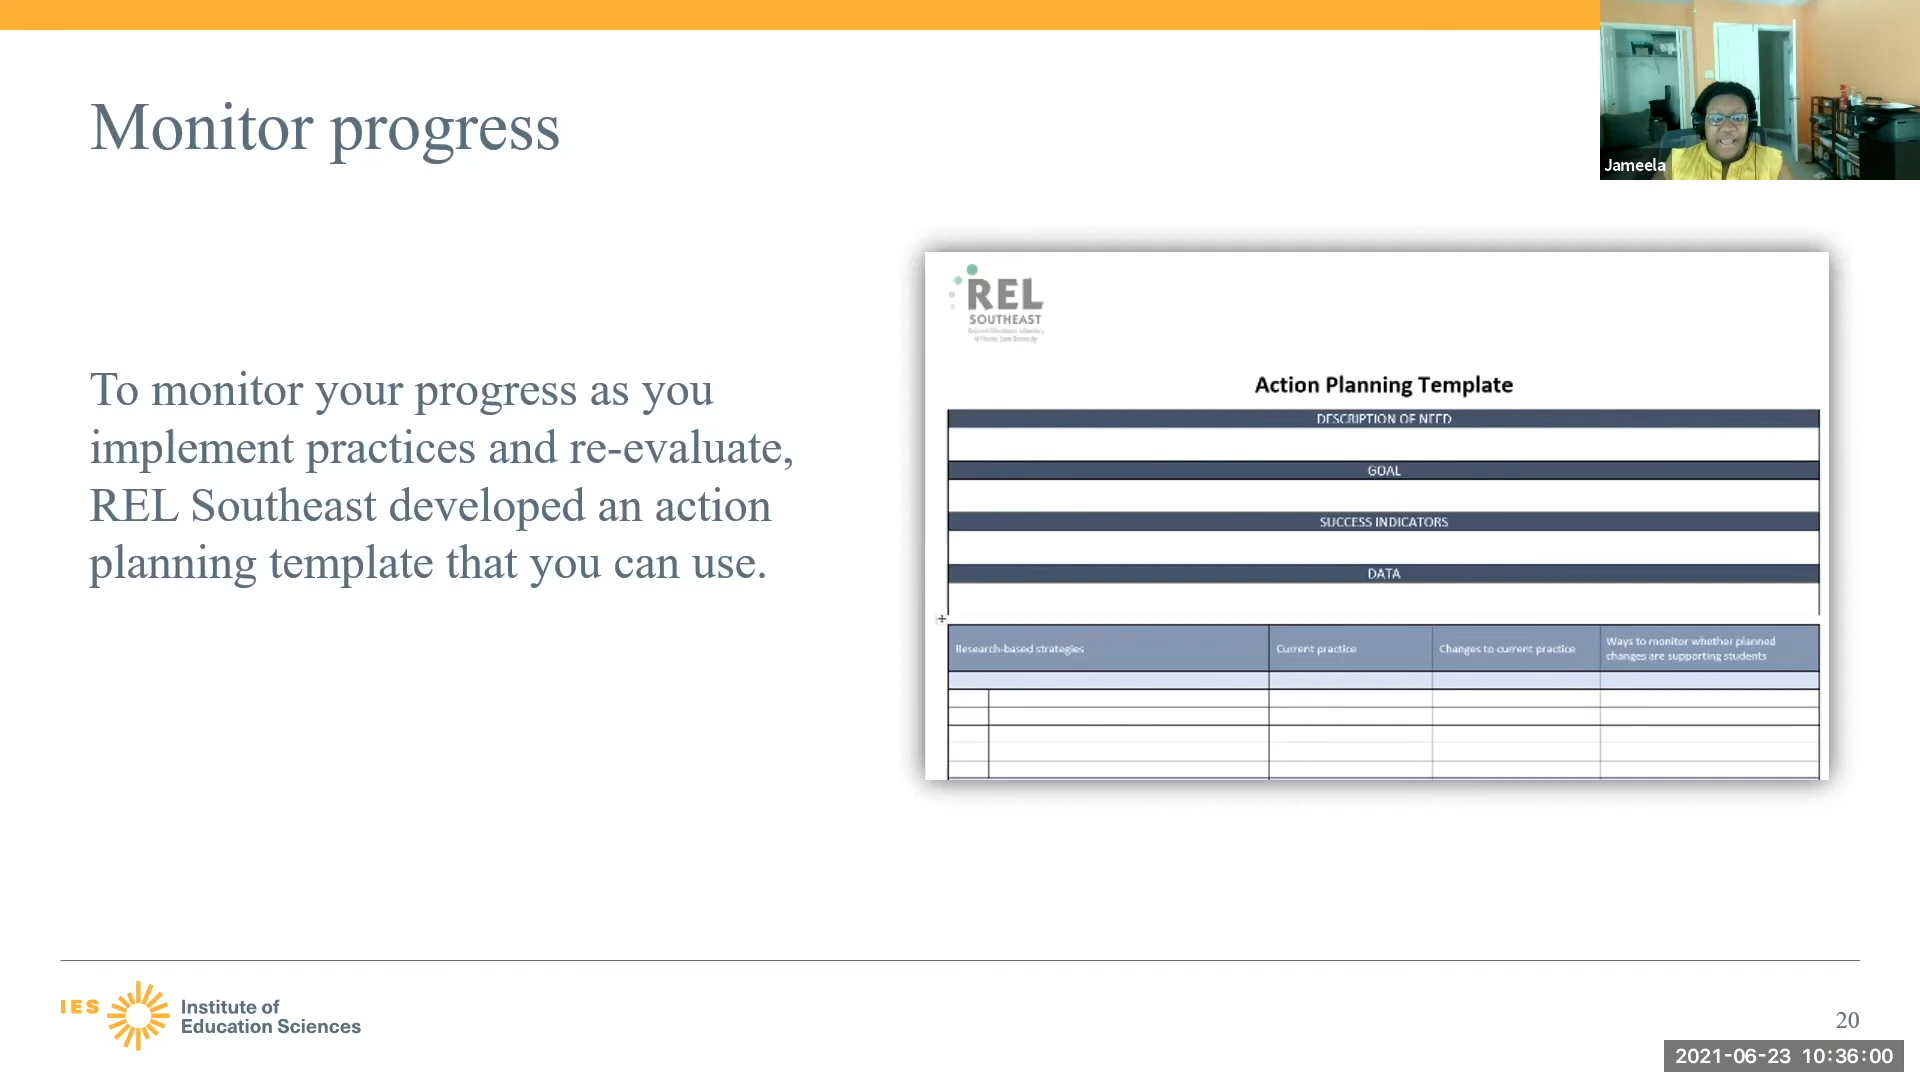 Monitor progress
Jameela
To monitor your progress as you
implement practices and re-evaluate,
REL Southeast developed an action
planning template that you can use.
REL
SOUTHEAST
Action Planning Template
DESCRIPTION OF NEED
GOAL
SUCCESS INDICATORS
DATA
Research-based strategies
Current practice
Changes to current practice
Ways to monitor whether planned
changes are supporting students
IES
Institute of
Education Sciences
20
2021-06-23 10:36:00